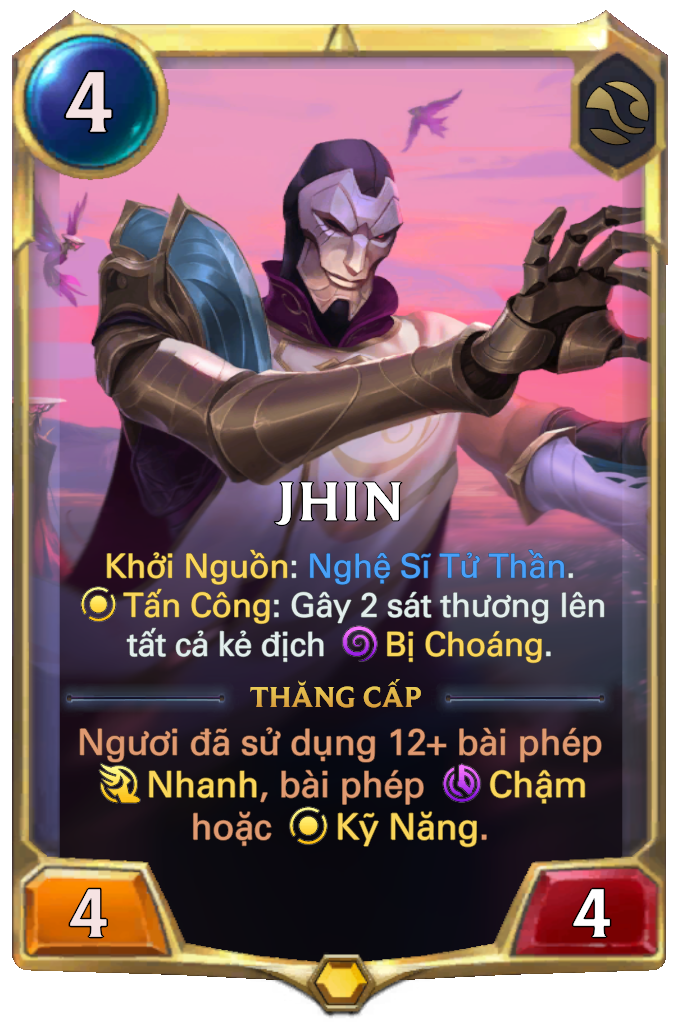 4
JHIN
Khởi Nguồn: Nghệ Sĩ Tử Thần.
Tấn Công: Gây 2 sát thương lên
tất cả kẻ địch Bị Choáng.
THĂNG CẤP
Ngươi đã sử dụng 12+ bài phép
Nhanh, bài phép Chậm
hoặc Kỹ Năng.
4
4